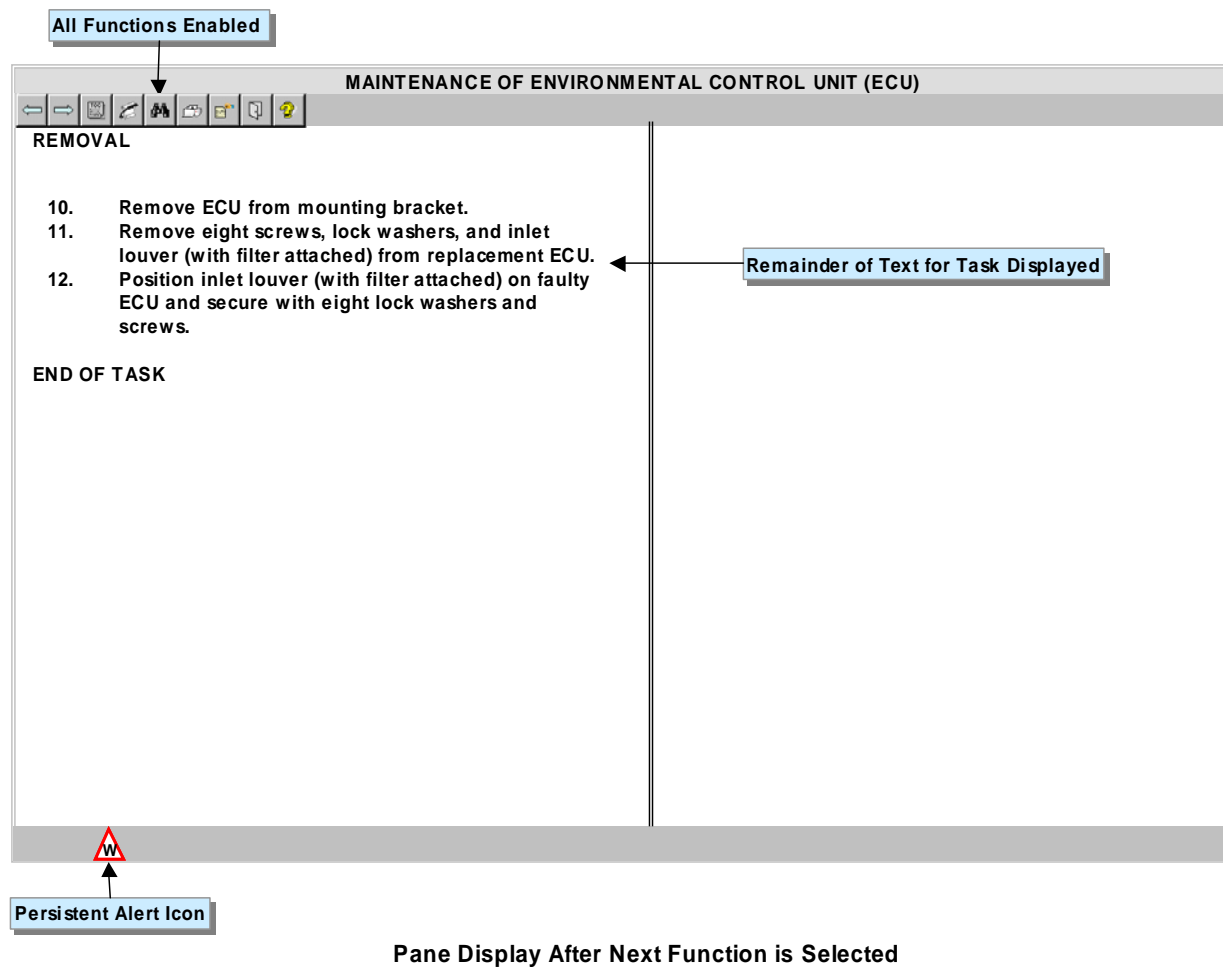 All Functions Enabled
MAINTENANCE OF ENVIRONMENTAL CONTROL UNIT (ECU)
REMOVAL
10. Remove ECU from mounting bracket.
11. Remove eight screws, lock washers, and inlet
louver (with filter attached) from replacement ECU.
12. Position inlet louver (with filter attached) on faulty
ECU and secure with eight lock washers and
screws.
Remainder of Text for Task Displayed
END OF TASK
W
Persistent Alert Icon
Pane Display After Next Function is Selected